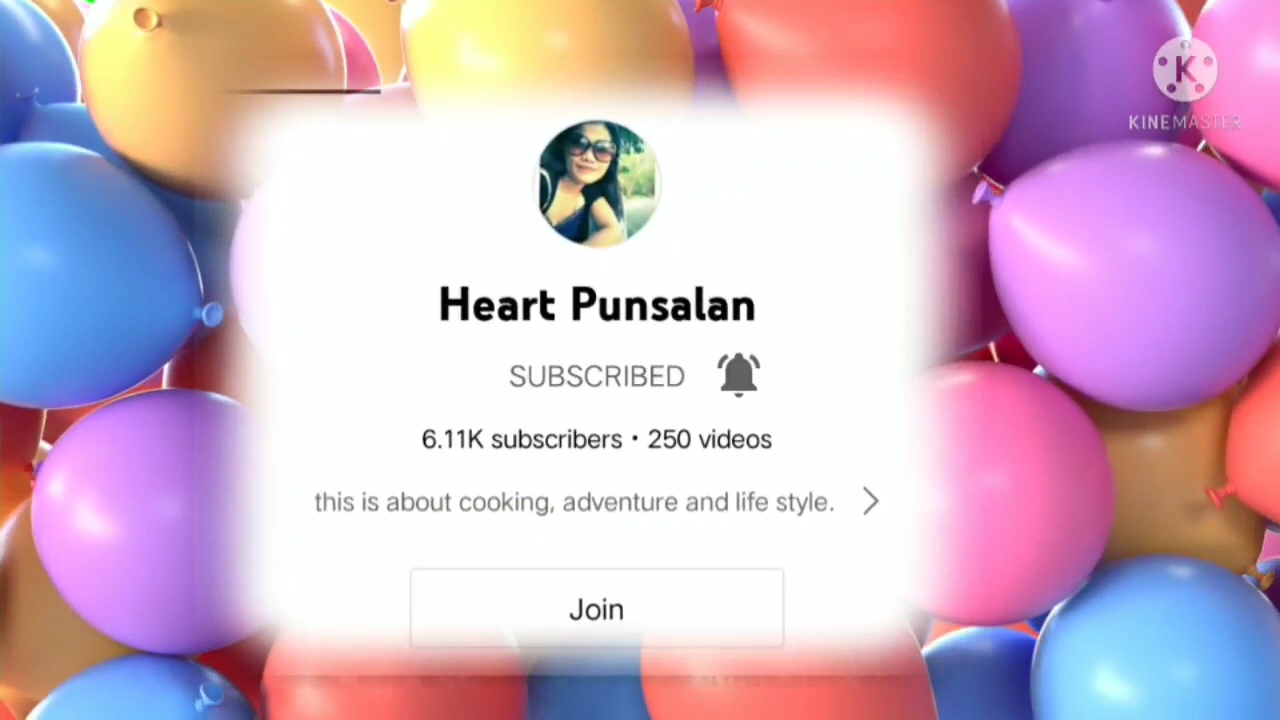 K
KINEMASTER
Heart Punsalan
SUBSCRIBED
6.11K subscribers • 250 videos
this is about cooking, adventure and life style.
Join